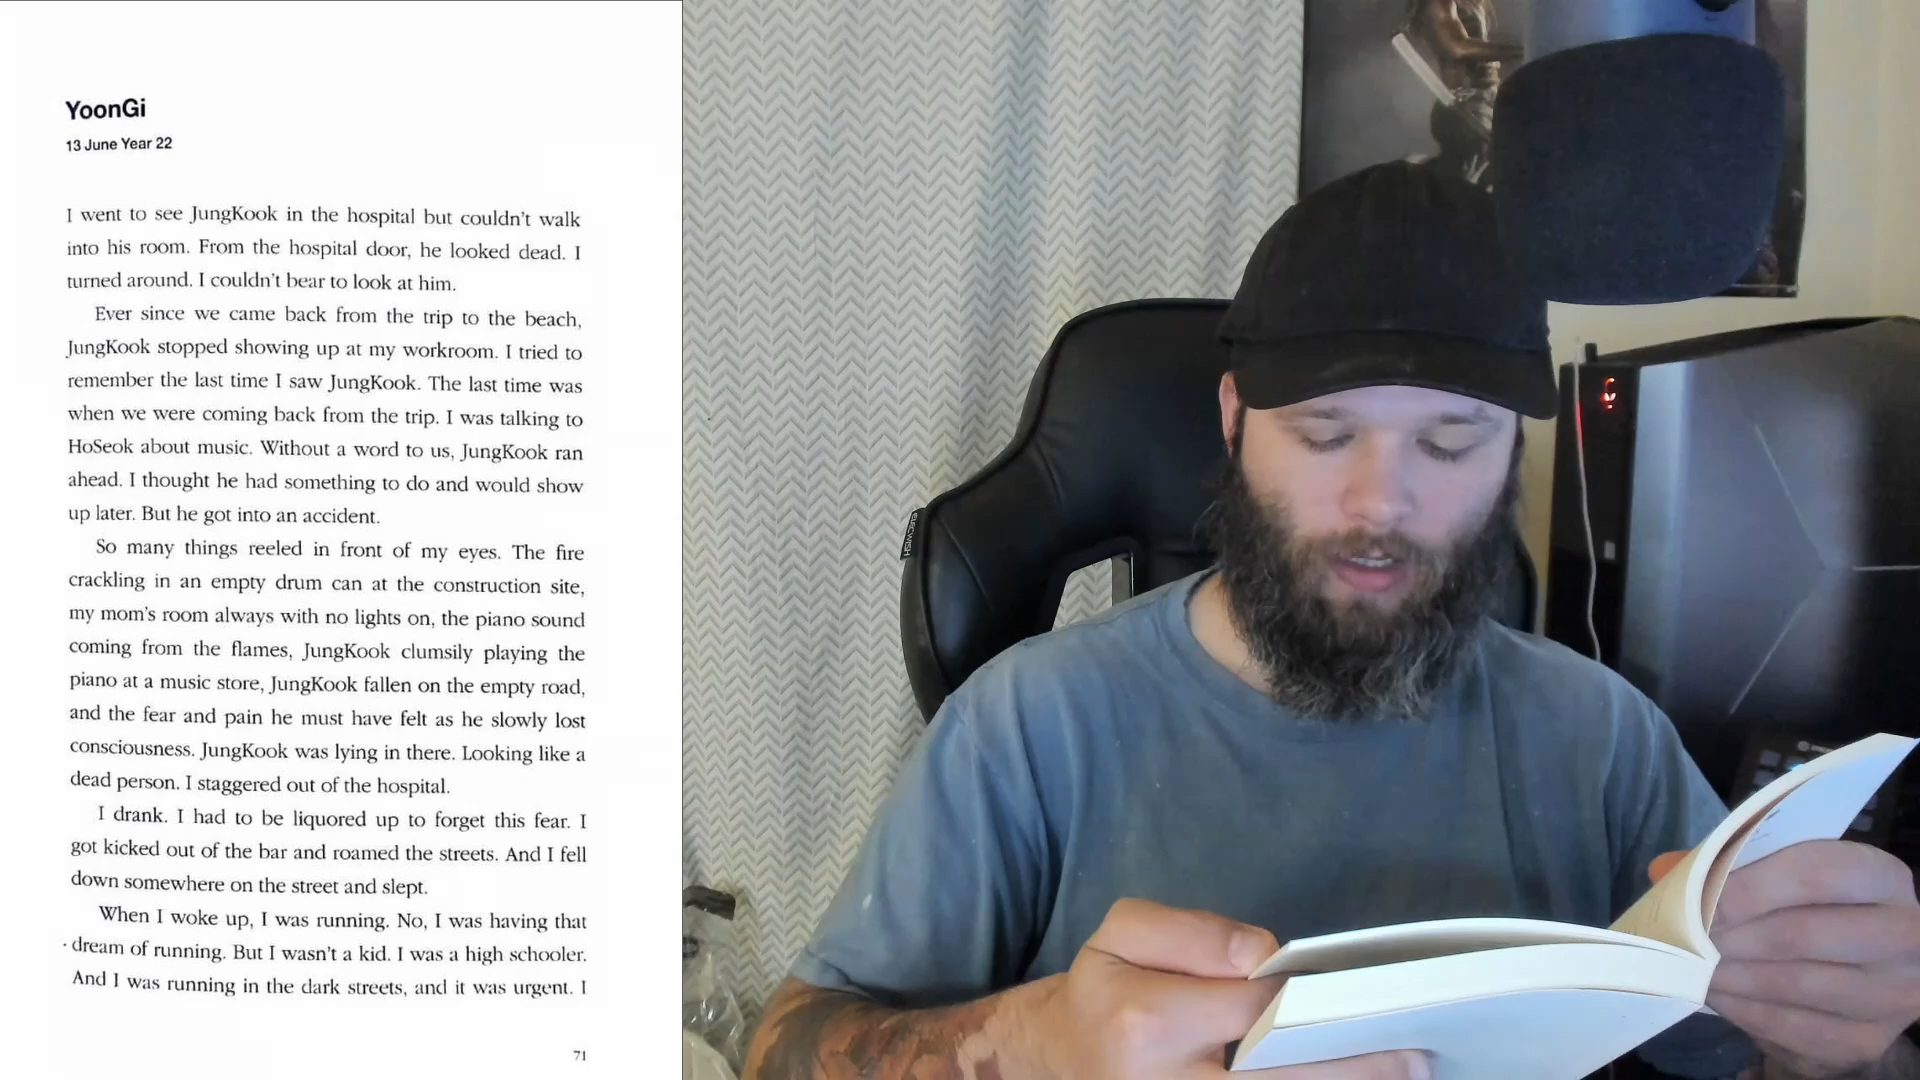 YoonGi
13 June Year 22
I went to see JungKook in the hospital but couldn't walk
into his room. From the hospital door, he looked dead. I
turned around. I couldn't bear to look at him.
Ever since we came back from the trip to the beach,
JungKook stopped showing up at my workroom. I tried to
remember the last time I saw JungKook. The last time was
when we were coming back from the trip. I was talking to
HoSeok about music. Without a word to us, JungKook ran
ahead. I thought he had something to do and would show
up later. But he got into an accident.
So many things reeled in front of my eyes. The fire
crackling in an empty drum can at the construction site,
my mom's room always with no lights on, the piano sound
coming from the flames, JungKook clumsily playing the
piano at a music store, JungKook fallen on the empty road,
and the fear and pain he must have felt as he slowly lost
consciousness. JungKook was lying in there. Looking like a
dead person. I staggered out of the hospital.
I drank. I had to be liquored up to forget this fear. I
got kicked out of the bar and roamed the streets. And I fell
down somewhere on the street and slept.
When I woke up, I was running. No, I was having that
dream of running. But I wasn't a kid. I was a high schooler.
And I was running in the dark streets, and it was urgent. I
71
ELECWISH